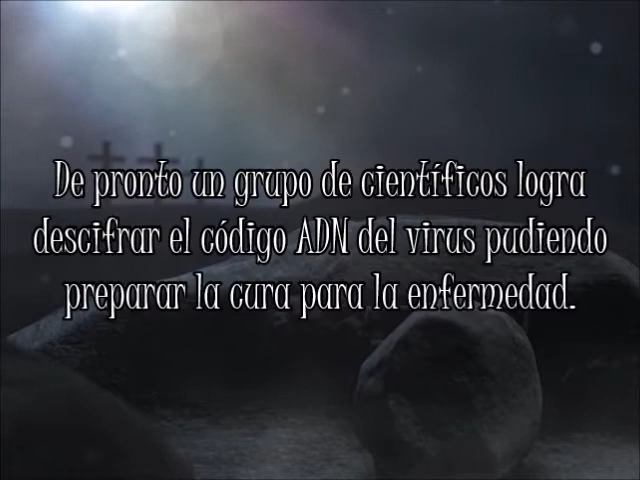 De pronto un grupo de científicos logra
descifrar el código ADN del virus pudiendo
preparar la cura para la enfermedad.